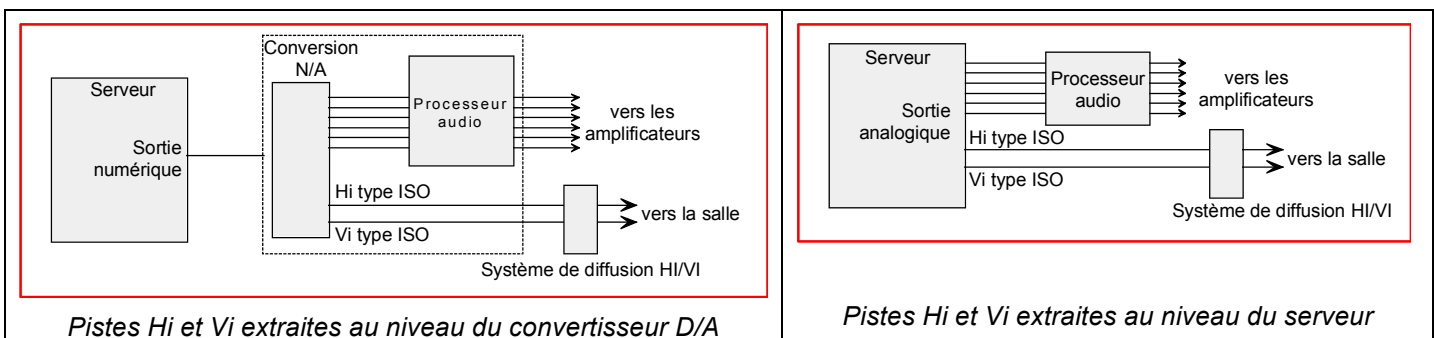 Conversion
N/A
Serveur
Sortie
numérique
Processeur
audio
vers les
amplificateurs
Hi type ISO
Vi type ISO
vers la salle
Système de diffusion HI/VI
Pistes Hi et Vi extraites au niveau du convertisseur D/A
Serveur
Sortie
analogique
Processeur
audio
vers les
amplificateurs
Hi type ISO
Vi type ISO
vers la salle
Système de diffusion HI/VI
Pistes Hi et Vi extraites au niveau du serveur